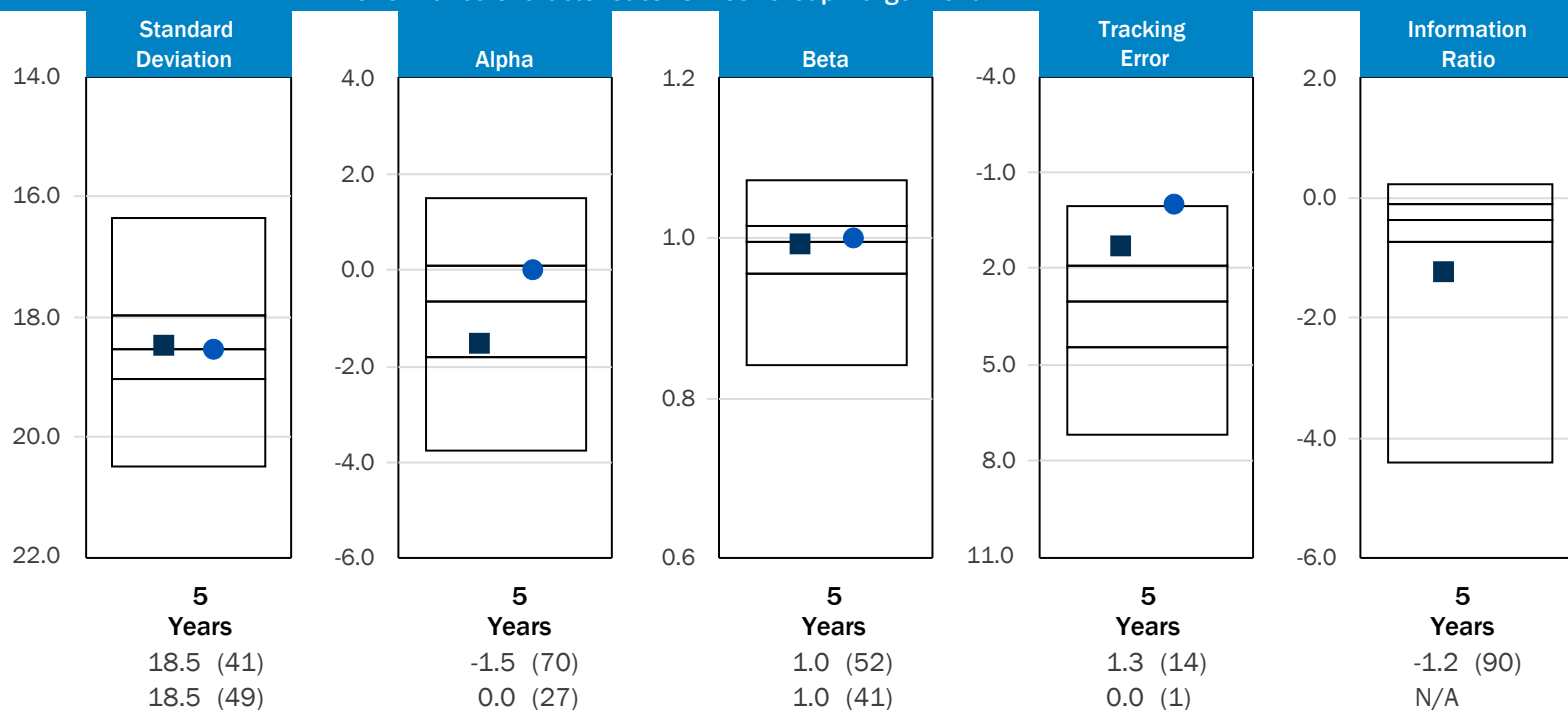 Standard
Deviation
Alpha
Beta
Tracking
Error
Information
Ratio
14.0
16.0
18.0
20.0
22.0
4.0
2.0
0.0
-2.0
-4.0
-6.0
1.2
1.0
0.8
0.6
-4.0
-1.0
2.0
5.0
8.0
11.0
2.0
0.0
-2.0
-4.0
-6.0
5 5 5 5 5
Years Years Years Years Years
18.5 (41) -1.5 (70) 1.0 (52) 1.3 (14) -1.2 (90)
18.5 (49) 0.0 (27) 1.0 (41) 0.0 (1) N/A